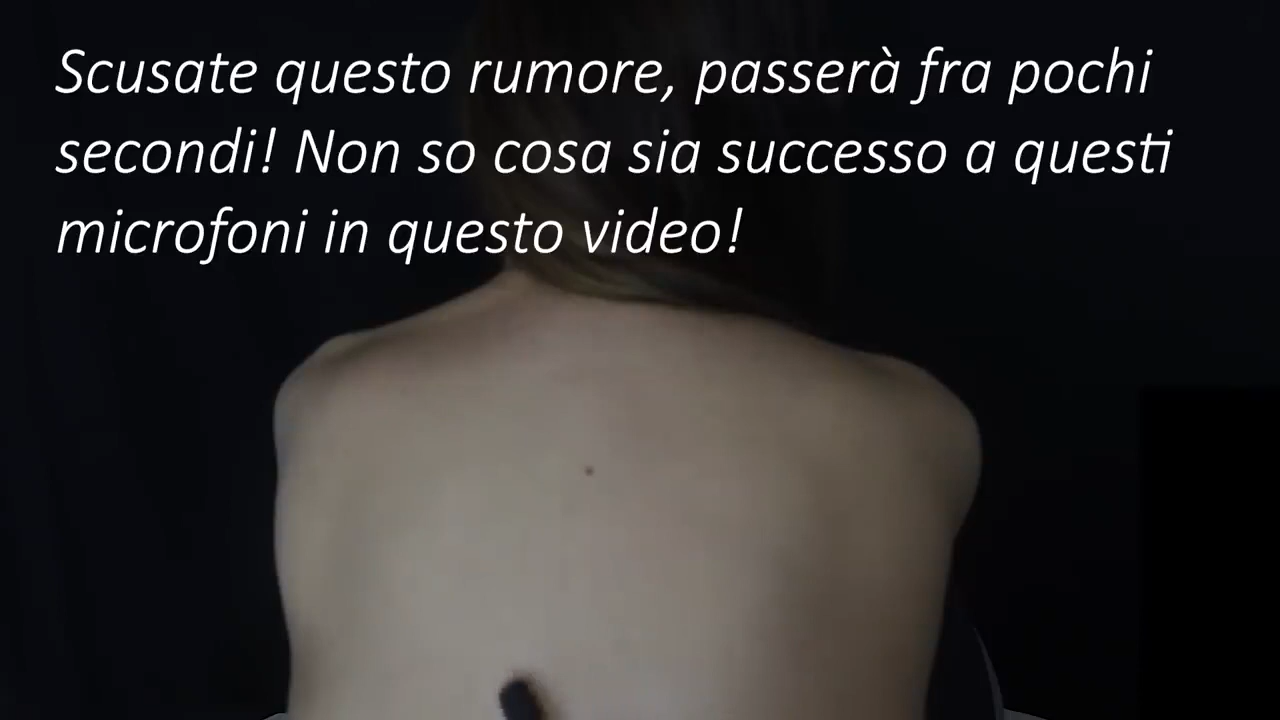 Scusate questo rumore, passerà fra pochi
secondi! Non so cosa sia successo a questi
microfoni in questo video!